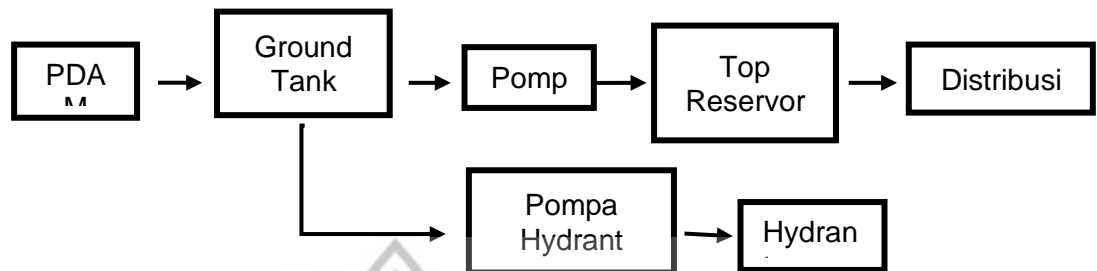 PDA
M
Ground
Tank
Pomp
Top
Reservor
Distribusi
Pompa
Hydrant
Hydran